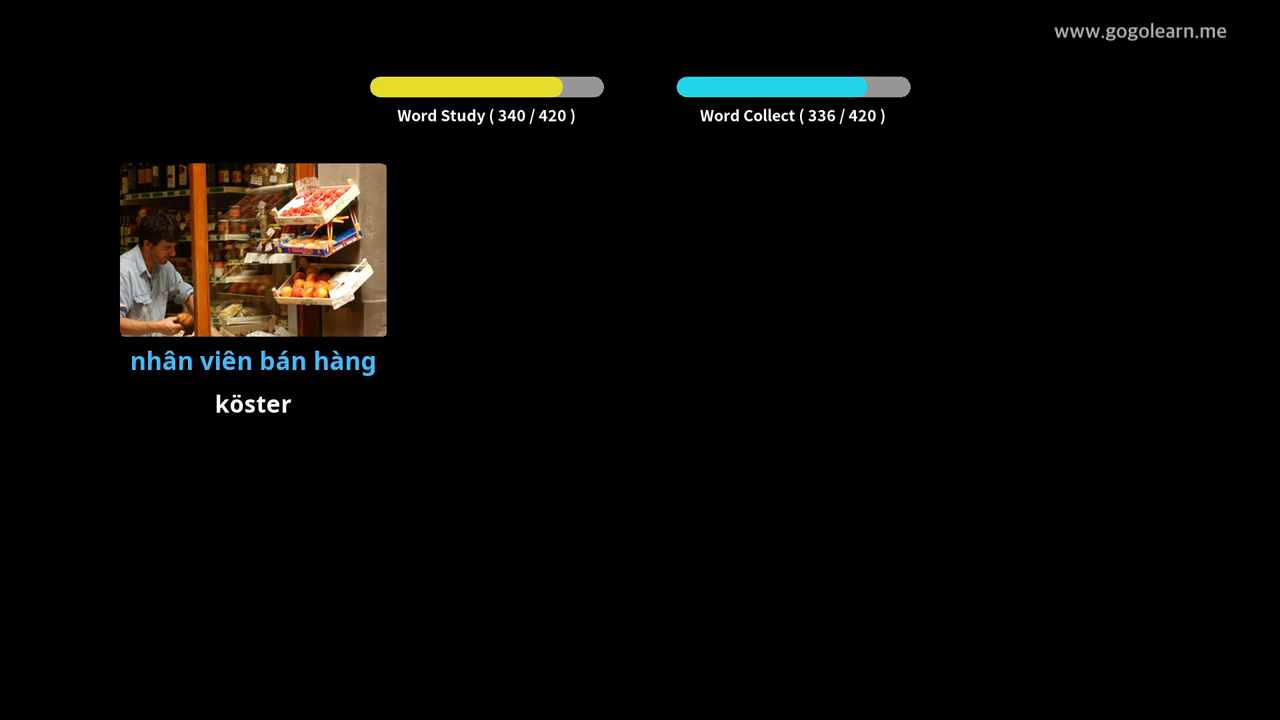 www.gogolearn.me
Word Study ( 340 / 420 )
Word Collect ( 336 / 420 )
nhân viên bán hàng
köster